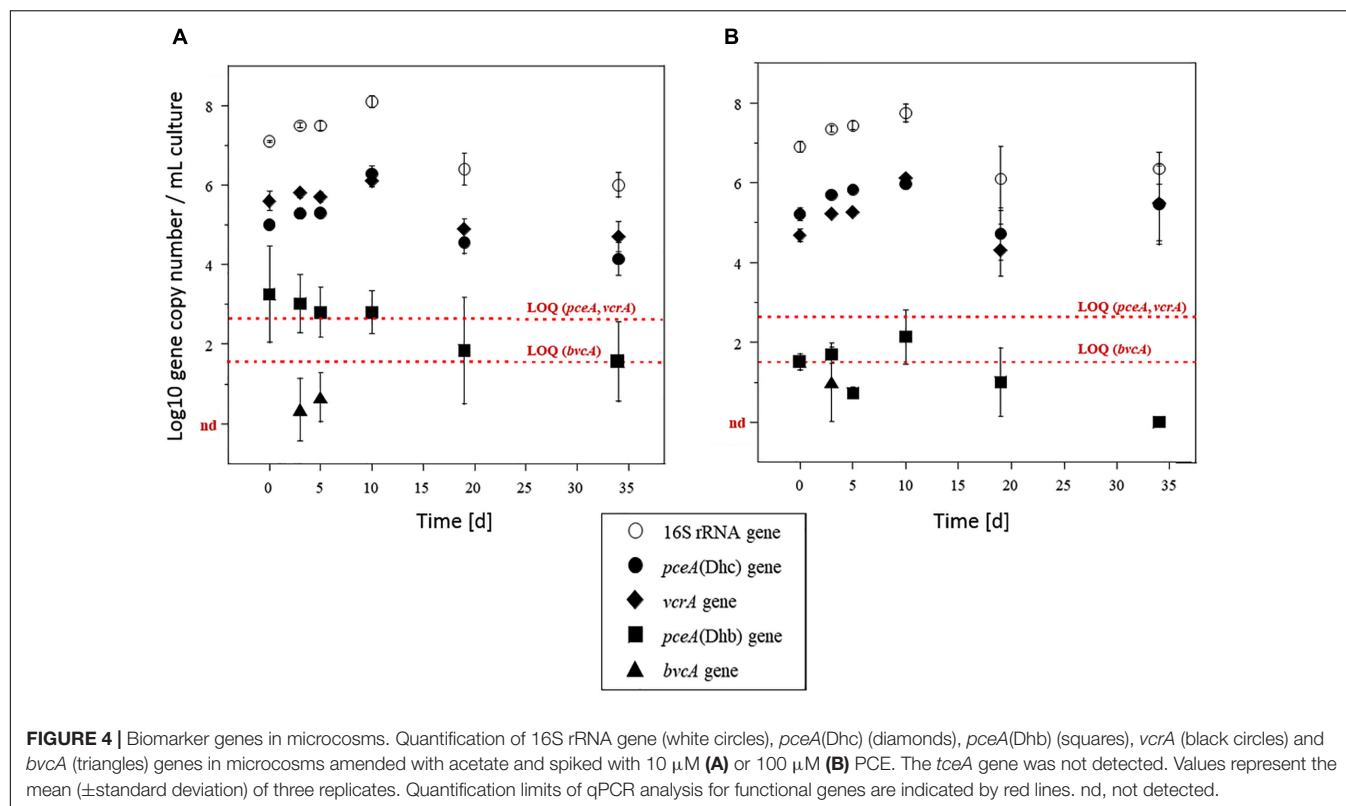 A
B
Log10 gene copy number / mL culture
8
6
4
2
nd
LOQ (pceA, vcrA)
LOQ (bvcA)
0 5 10 15 20 25 30 35
Time [d]
8
6
4
2
nd
LOQ (pceA, vcrA)
LOQ (bvcA)
0 5 10 15 20 25 30 35
Time [d]
16S rRNA gene
pceA(Dhc) gene
vcrA gene
pceA(Dhb) gene
bvcA gene
FIGURE 4 | Biomarker genes in microcosms. Quantification of 16S rRNA gene (white circles), pceA(Dhc) (diamonds), pceA(Dhb) (squares), vcrA (black circles) and
bvcA (triangles) genes in microcosms amended with acetate and spiked with 10 μM (A) or 100 μM (B) PCE. The tceA gene was not detected. Values represent the
mean (±standard deviation) of three replicates. Quantification limits of qPCR analysis for functional genes are indicated by red lines. nd, not detected.